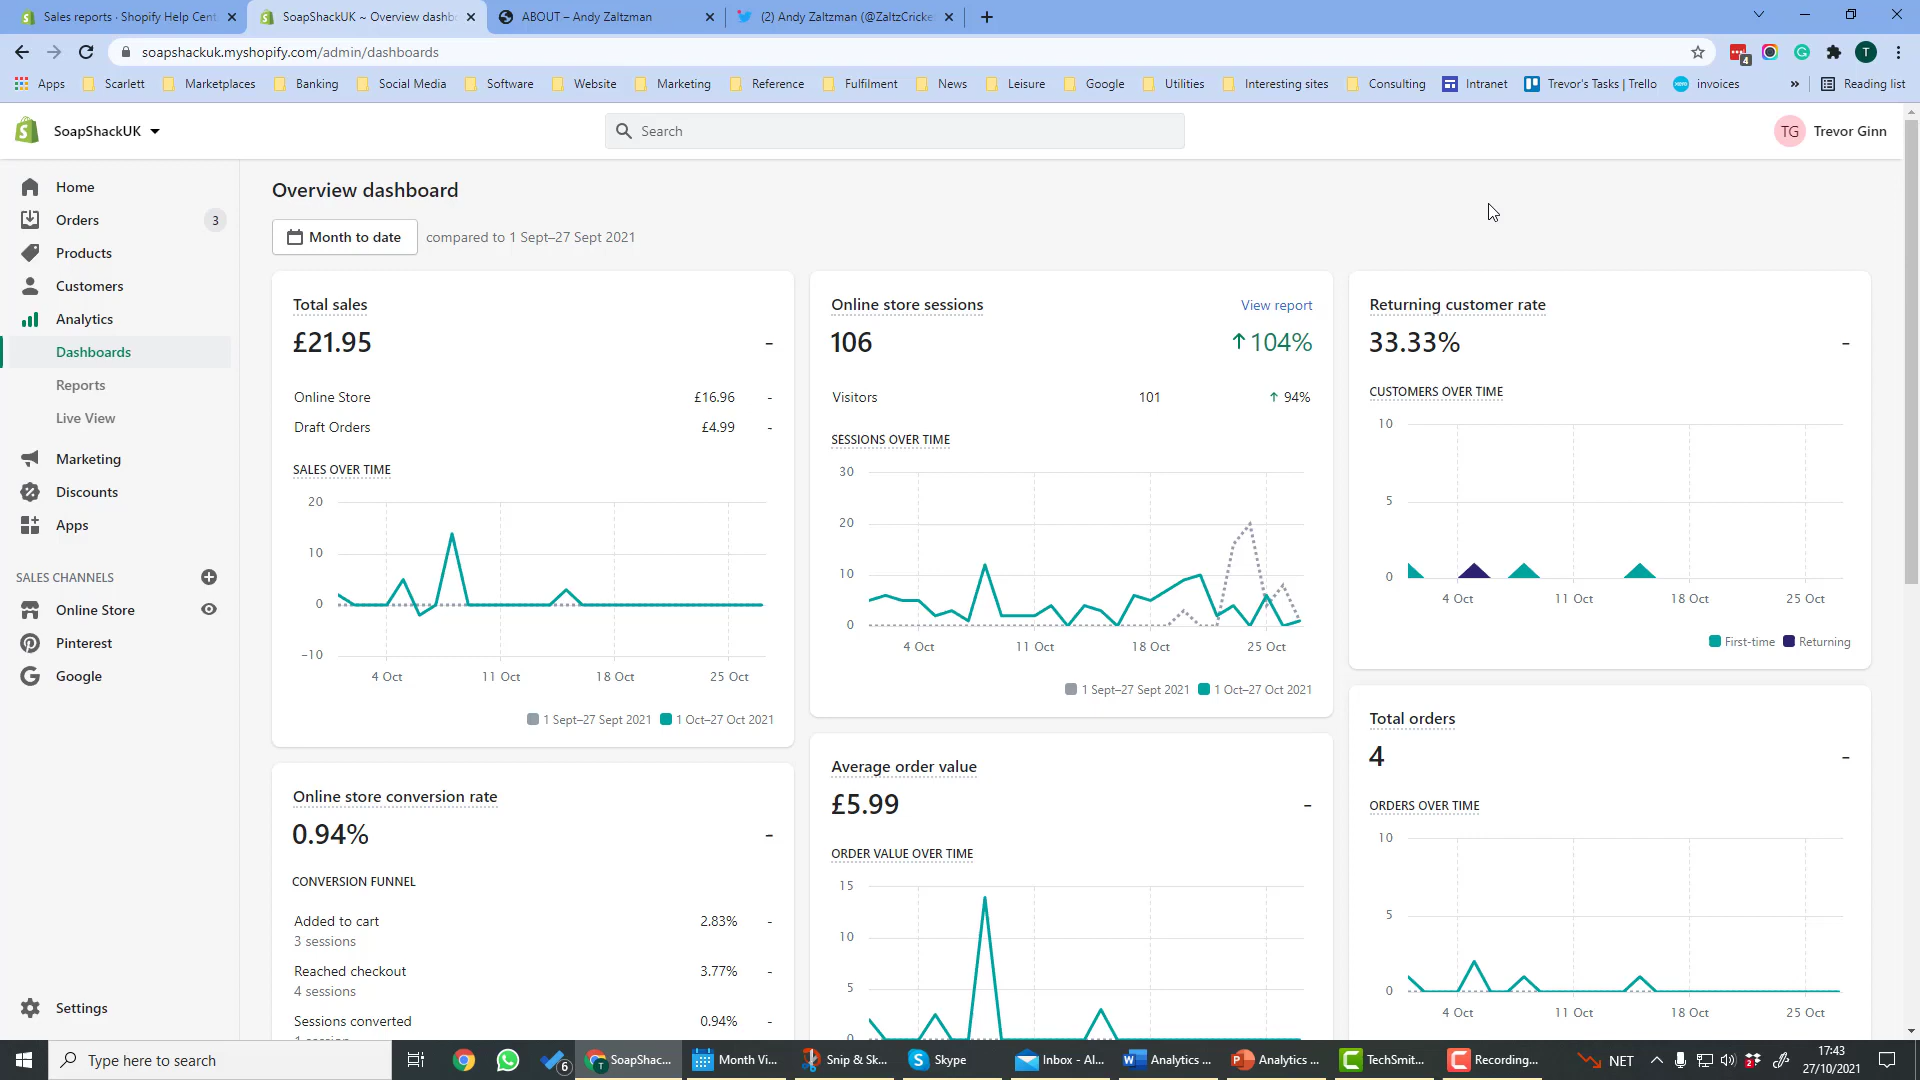 Sales reports · Shopify Help Cent
SoapShackUK ~ Overview dashbo
ABOUT – Andy Zaltzman
(2) Andy Zaltzman (@ZaltzCricke
soapshackuk.myshopify.com/admin/dashboards
4
T
Apps
Scarlett
Marketplaces
Banking
Social Media
Software
Website
Marketing
Reference
Fulfilment
News
Leisure
Google
Utilities
Interesting sites
Consulting
Intranet
Trevor's Tasks | Trello
invoices
»
Reading list
SoapShackUK
Search
TG
Trevor Ginn
Home
Orders
3
Products
Customers
Analytics
Dashboards
Reports
Live View
Marketing
Discounts
Apps
SALES CHANNELS
Online Store
Pinterest
Google
Settings
Overview dashboard
Month to date
compared to 1 Sept–27 Sept 2021
Total sales
£21.95
-
Online Store £16.96 -
Draft Orders £4.99 -
SALES OVER TIME
20
10
0
–10
4 Oct 11 Oct 18 Oct 25 Oct
1 Sept–27 Sept 2021 1 Oct–27 Oct 2021
Online store conversion rate
0.94% -
CONVERSION FUNNEL
Added to cart 2.83% -
3 sessions
Reached checkout 3.77% -
4 sessions
Sessions converted 0.94% -
Online store sessions
View report
106
104%
Visitors 101 94%
SESSIONS OVER TIME
30
20
10
0
4 Oct 11 Oct 18 Oct 25 Oct
1 Sept–27 Sept 2021 1 Oct–27 Oct 2021
Average order value
£5.99 -
ORDER VALUE OVER TIME
15
10
5
0
Returning customer rate
33.33% -
CUSTOMERS OVER TIME
10
5
0
4 Oct 11 Oct 18 Oct 25 Oct
First-time Returning
Total orders
4 -
ORDERS OVER TIME
10
5
0
4 Oct 11 Oct 18 Oct 25 Oct
Type here to search
6
SoapShac...
Month Vi...
Snip & Sk...
Skype
Inbox - Al...
Analytics ...
Analytics ...
TechSmit...
Recording...
NET
17:43
27/10/2021